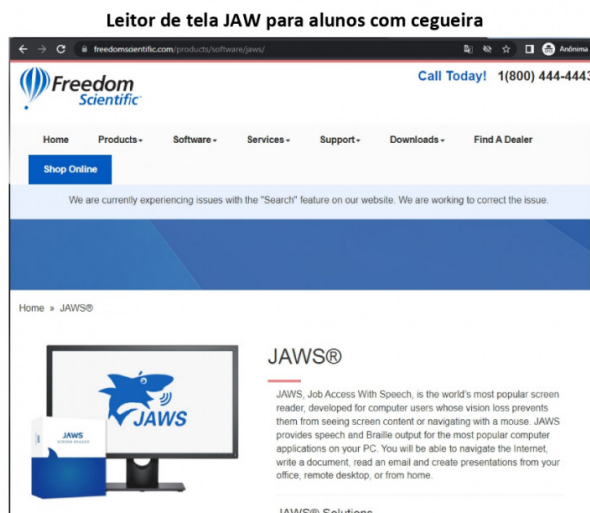 Leitor de tela JAW para alunos com cegueira
freedomscientific.com/products/software/jaws/
Anônima
Freedom
Scientific
Call Today! 1(800) 444-4443
Home Products Software Services Support Downloads Find A Dealer
Shop Online
We are currently experiencing issues with the "Search" feature on our website. We are working to correct the issue.
Home » JAWS®
JAWS
JAWS
SCREEN READER
JAWS®
JAWS, Job Access With Speech, is the world's most popular screen
reader, developed for computer users whose vision loss prevents
them from seeing screen content or navigating with a mouse. JAWS
provides speech and Braille output for the most popular computer
applications on your PC. You will be able to navigate the Internet,
write a document, read an email and create presentations from your
office, remote desktop, or from home.
JAWS® Solutions